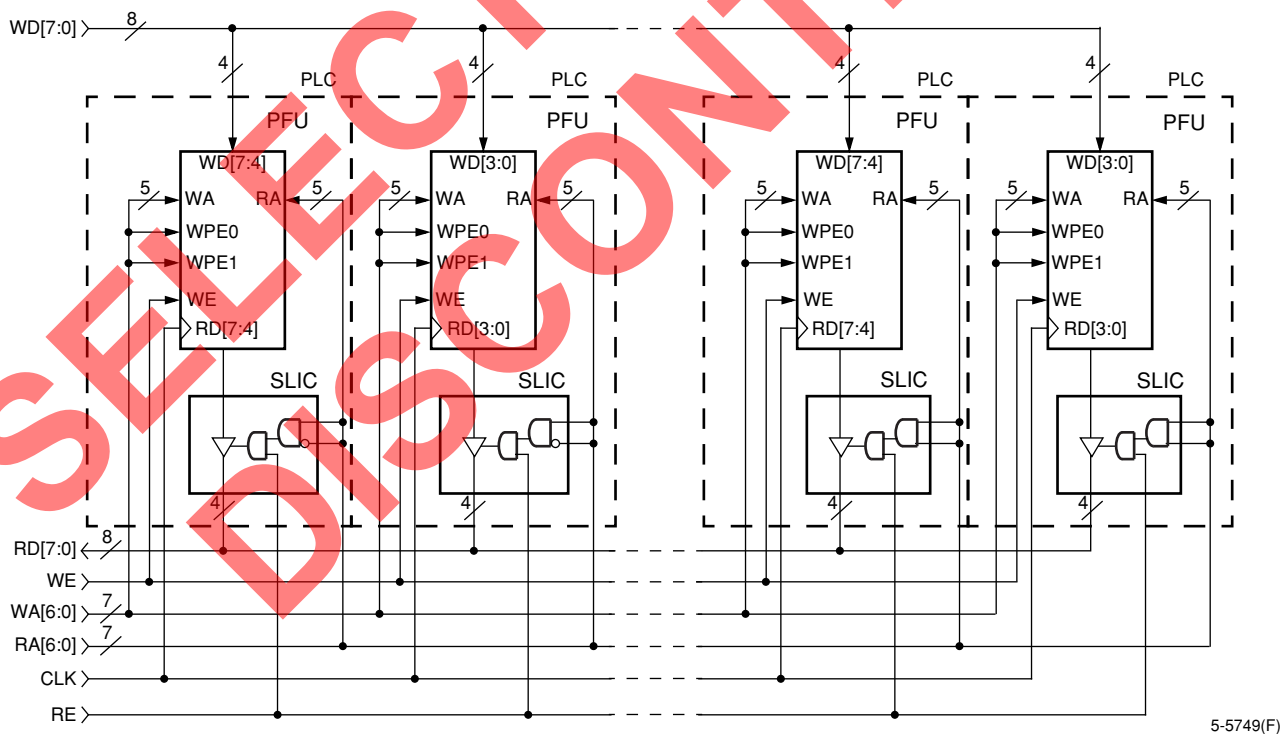 WD[7:0] 8
4 4 4 4
PLC PLC PLC PLC
PFU PFU PFU PFU
WD[7:4] WD[3:0] WD[7:4] WD[3:0]
5 WA RA 5 5 WA RA 5 5 WA RA 5 5 WA RA 5
WPE0 WPE0 WPE0 WPE0
WPE1 WPE1 WPE1 WPE1
WE WE WE WE
RD[7:4] RD[3:0] RD[7:4] RD[3:0]
SLIC SLIC SLIC SLIC
4 4 4 4
RD[7:0] 8
WE
WA[6:0] 7
RA[6:0] 7
CLK
RE
5-5749(F)
SELECT
DISCONT